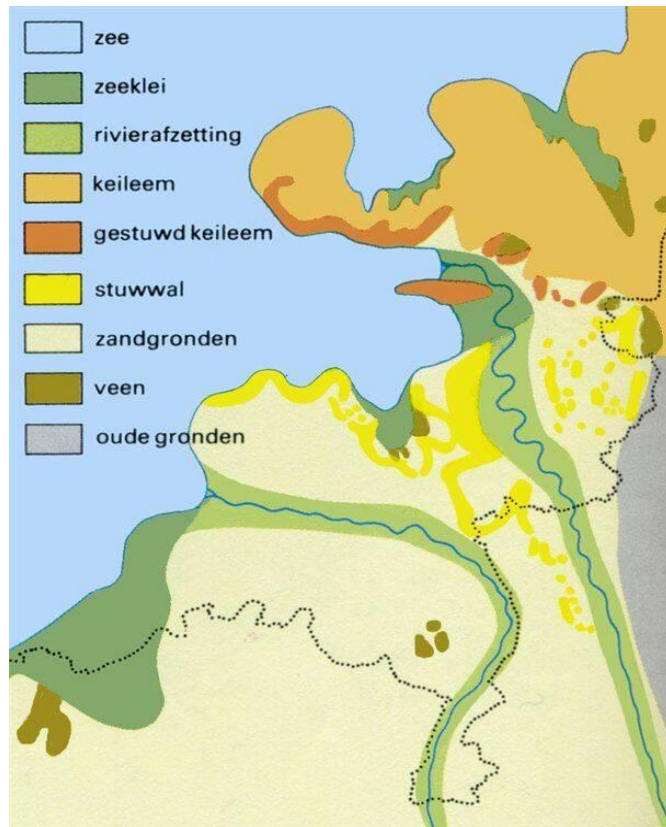 zee
zeeklei
rivierafzetting
keileem
gestuwd keileem
stuwwal
zandgronden
veen
oude gronden